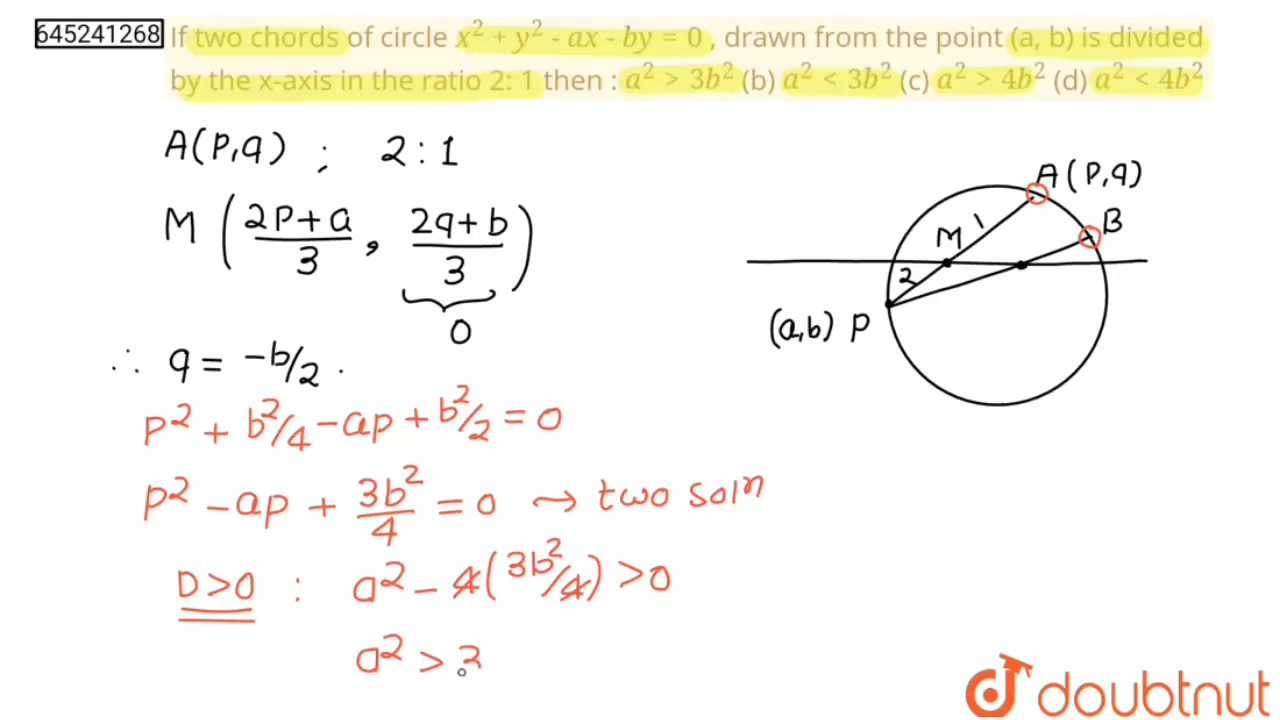 645241268 If two chords of circle x² + y² - ax - by = 0 , drawn from the point (a, b) is divided
by the x-axis in the ratio 2: 1 then : a² > 3b² (b) a² < 3b² (c) a² > 4b² (d) a² < 4b²
A(P,q) ; 2 : 1
M ( 2P+a/3 , 2q+b/3 )
0
∴ q = -b/2 .
P² + b²/4 - ap + b²/2 = 0
P² - ap + 3b²/4 = 0 → two soln
D>0 : a² - 4(3b²/4) > 0
a² > 3
A(P,q)
B
1
M
2
(a,b) P
doubtnut